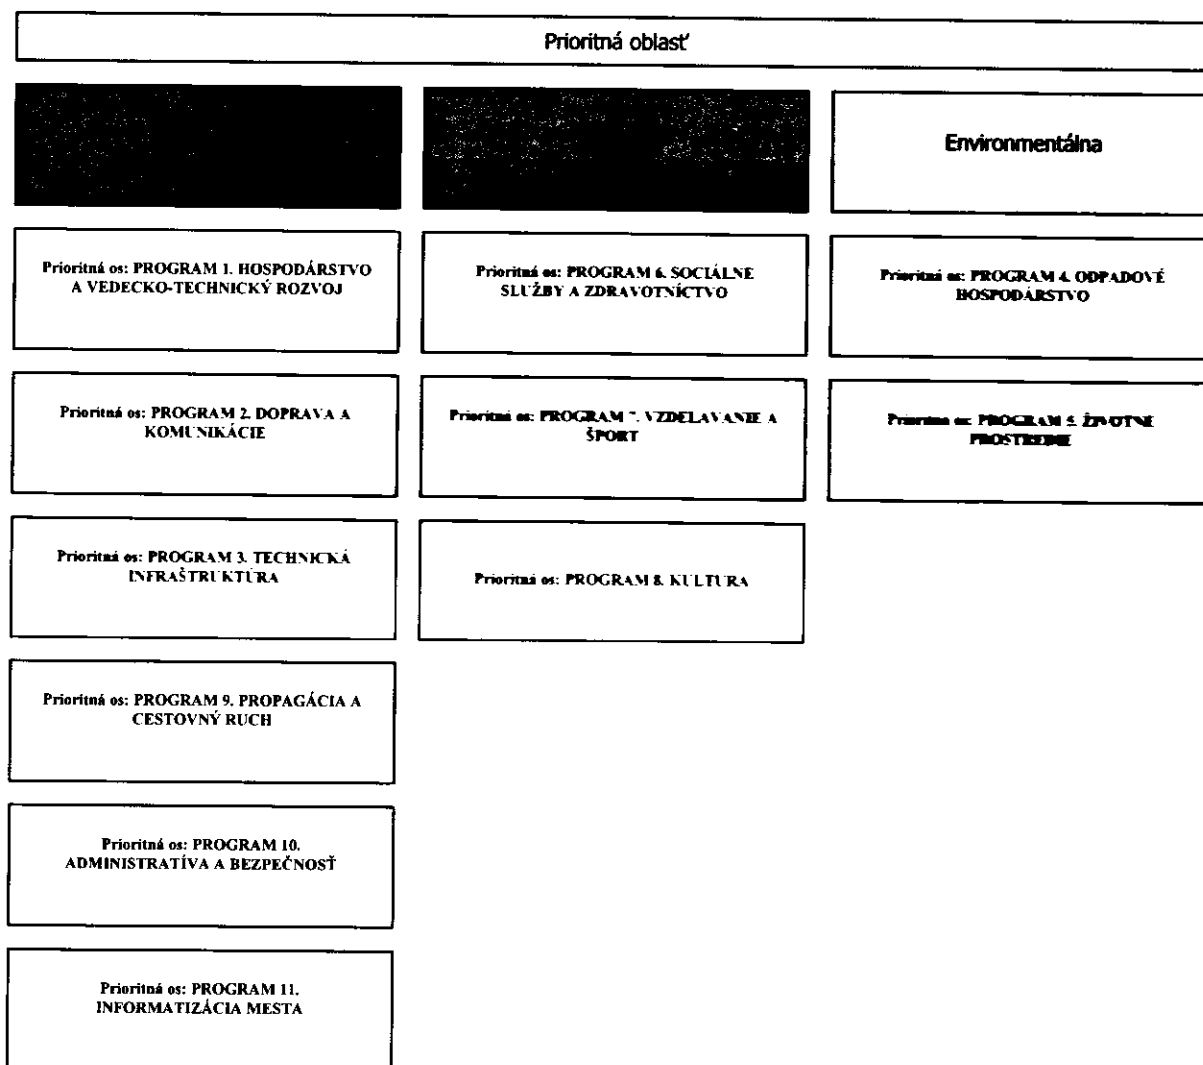 Prioritná oblasť
Environmentálna
Prioritná os: PROGRAM 1. HOSPODÁRSTVO
A VEDECKO-TECHNICKÝ ROZVOJ
Prioritná os: PROGRAM 6. SOCIÁLNE
SLUŽBY A ZDRAVOTNÍCTVO
Prioritná os: PROGRAM 4. ODPADOVÉ
HOSPODÁRSTVO
Prioritná os: PROGRAM 2. DOPRAVA A
KOMUNIKÁCIE
Prioritná os: PROGRAM 7. VZDELAVANIE A
ŠPORT
Prioritná os: PROGRAM 5. ŽIVOTNÉ
PROSTREDIE
Prioritná os: PROGRAM 3. TECHNICKÁ
INFRAŠTRUKTÚRA
Prioritná os: PROGRAM 8. KULTURA
Prioritná os: PROGRAM 9. PROPAGÁCIA A
CESTOVNÝ RUCH
Prioritná os: PROGRAM 10.
ADMINISTRATÍVA A BEZPEČNOSŤ
Prioritná os: PROGRAM 11.
INFORMATIZÁCIA MESTA